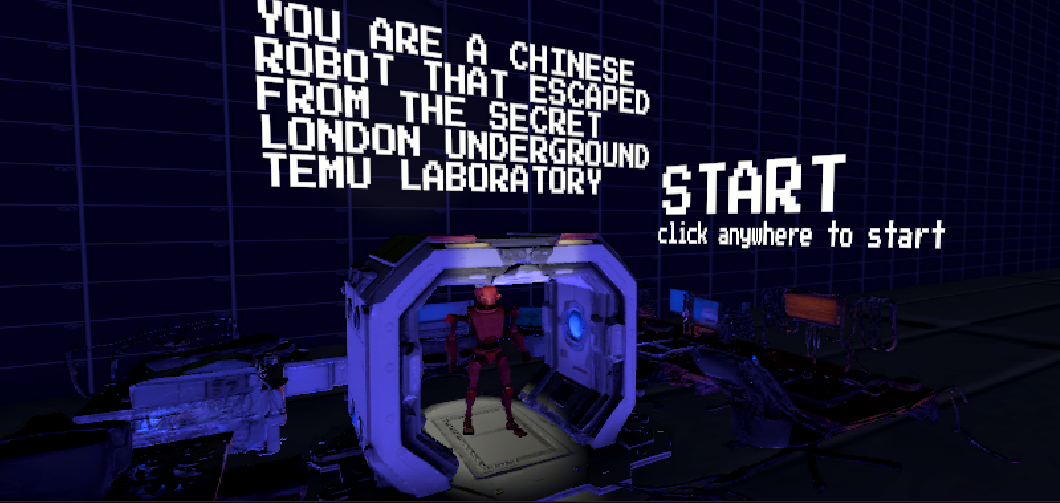 YOU ARE A CHINESE
ROBOT THAT ESCAPED
FROM THE SECRET
LONDON UNDERGROUND
TEMU LABORATORY
START
click anywhere to start